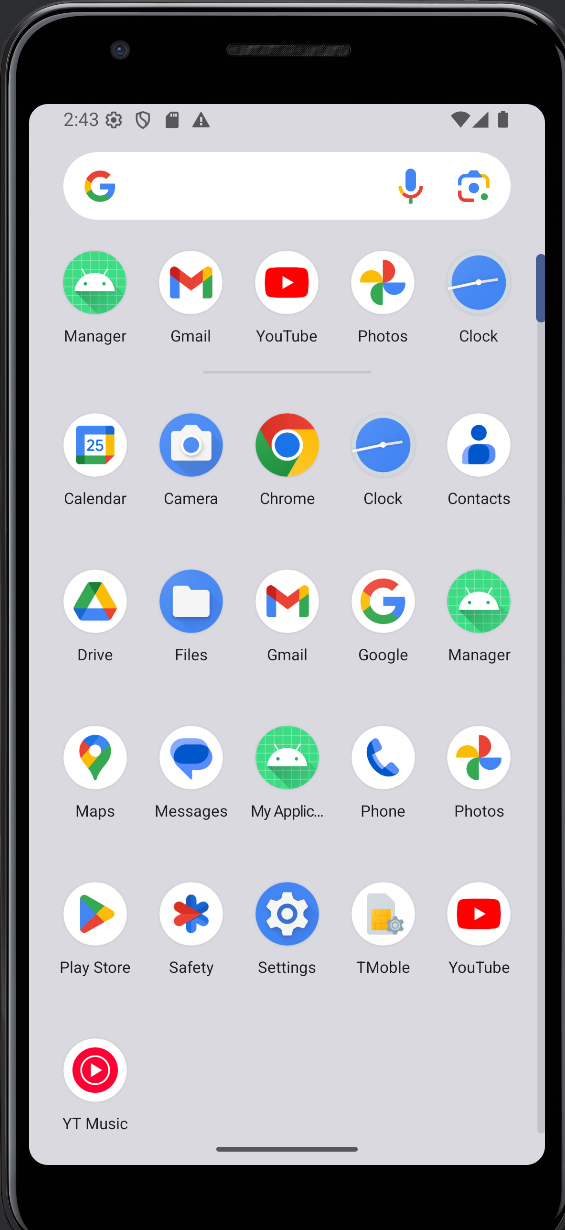 2:43
G
Manager Gmail YouTube Photos Clock
25
Calendar Camera Chrome Clock Contacts
G
Drive Files Gmail Google Manager
Maps Messages My Applic... Phone Photos
Play Store Safety Settings TMoble YouTube
YT Music